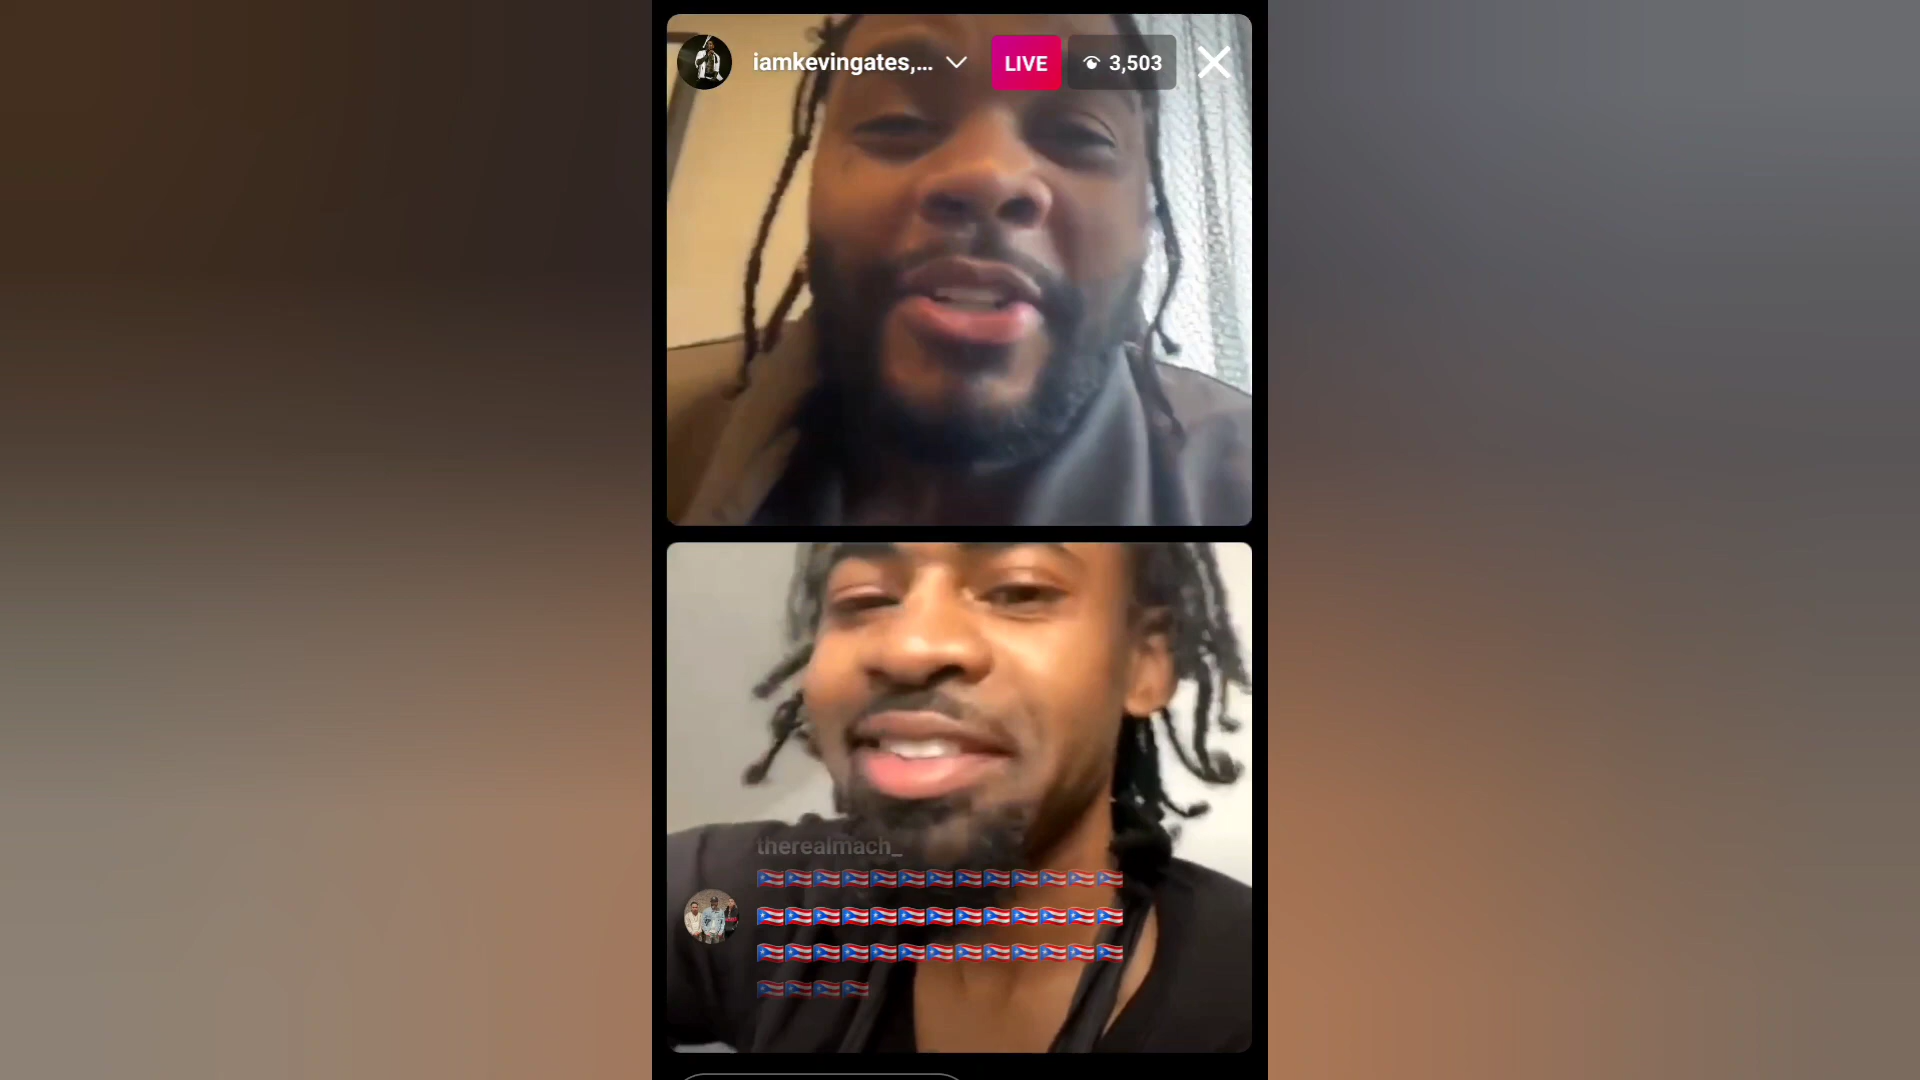 iamkevingates,...
LIVE
3,503
therealmach_
🇵🇷🇵🇷🇵🇷🇵🇷🇵🇷🇵🇷🇵🇷🇵🇷🇵🇷🇵🇷🇵🇷🇵🇷🇵🇷
🇵🇷🇵🇷🇵🇷🇵🇷🇵🇷🇵🇷🇵🇷🇵🇷🇵🇷🇵🇷🇵🇷🇵🇷🇵🇷
🇵🇷🇵🇷🇵🇷🇵🇷🇵🇷🇵🇷🇵🇷🇵🇷🇵🇷🇵🇷🇵🇷🇵🇷🇵🇷
🇵🇷🇵🇷🇵🇷🇵🇷